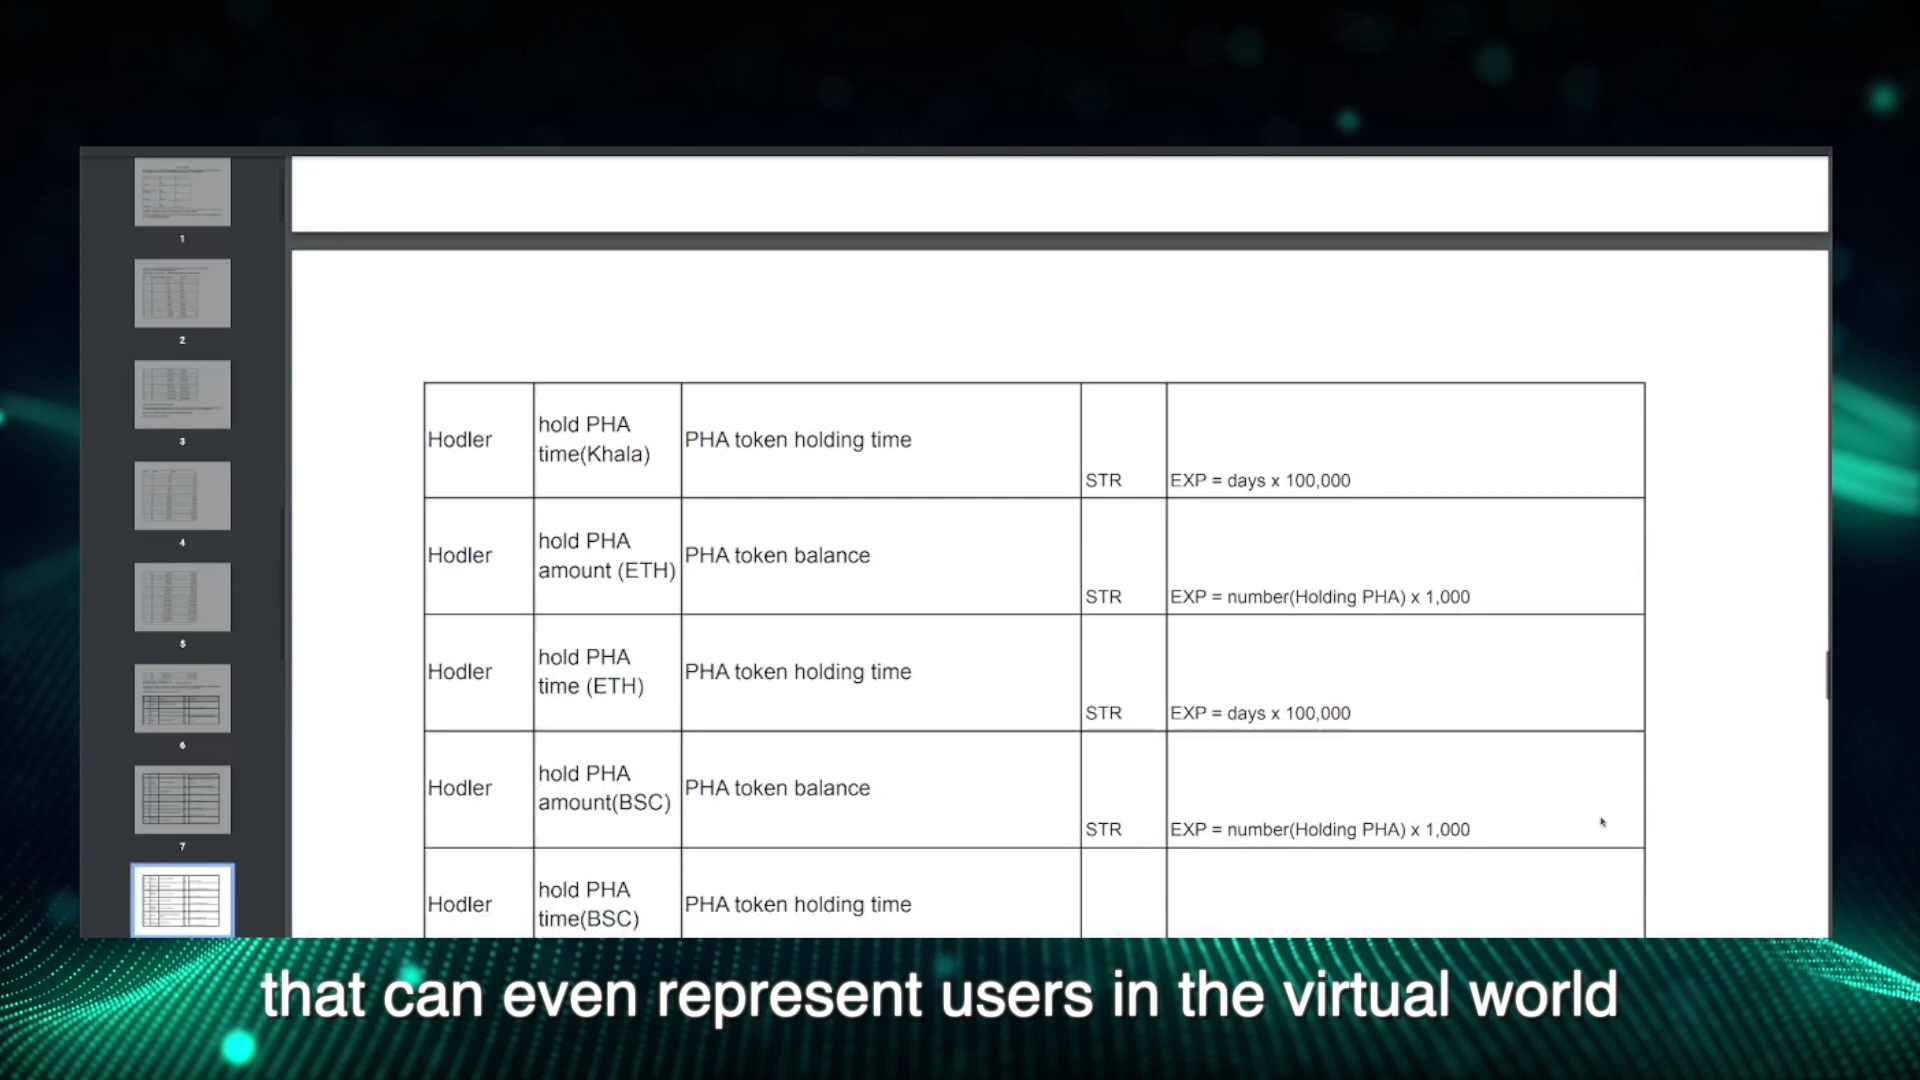 1
2
3
4
5
6
7
Hodler
hold PHA
time(Khala)
PHA token holding time
STR
EXP = days x 100,000
Hodler
hold PHA
amount (ETH)
PHA token balance
STR
EXP = number(Holding PHA) x 1,000
Hodler
hold PHA
time (ETH)
PHA token holding time
STR
EXP = days x 100,000
Hodler
hold PHA
amount(BSC)
PHA token balance
STR
EXP = number(Holding PHA) x 1,000
Hodler
hold PHA
time(BSC)
PHA token holding time
that can even represent users in the virtual world